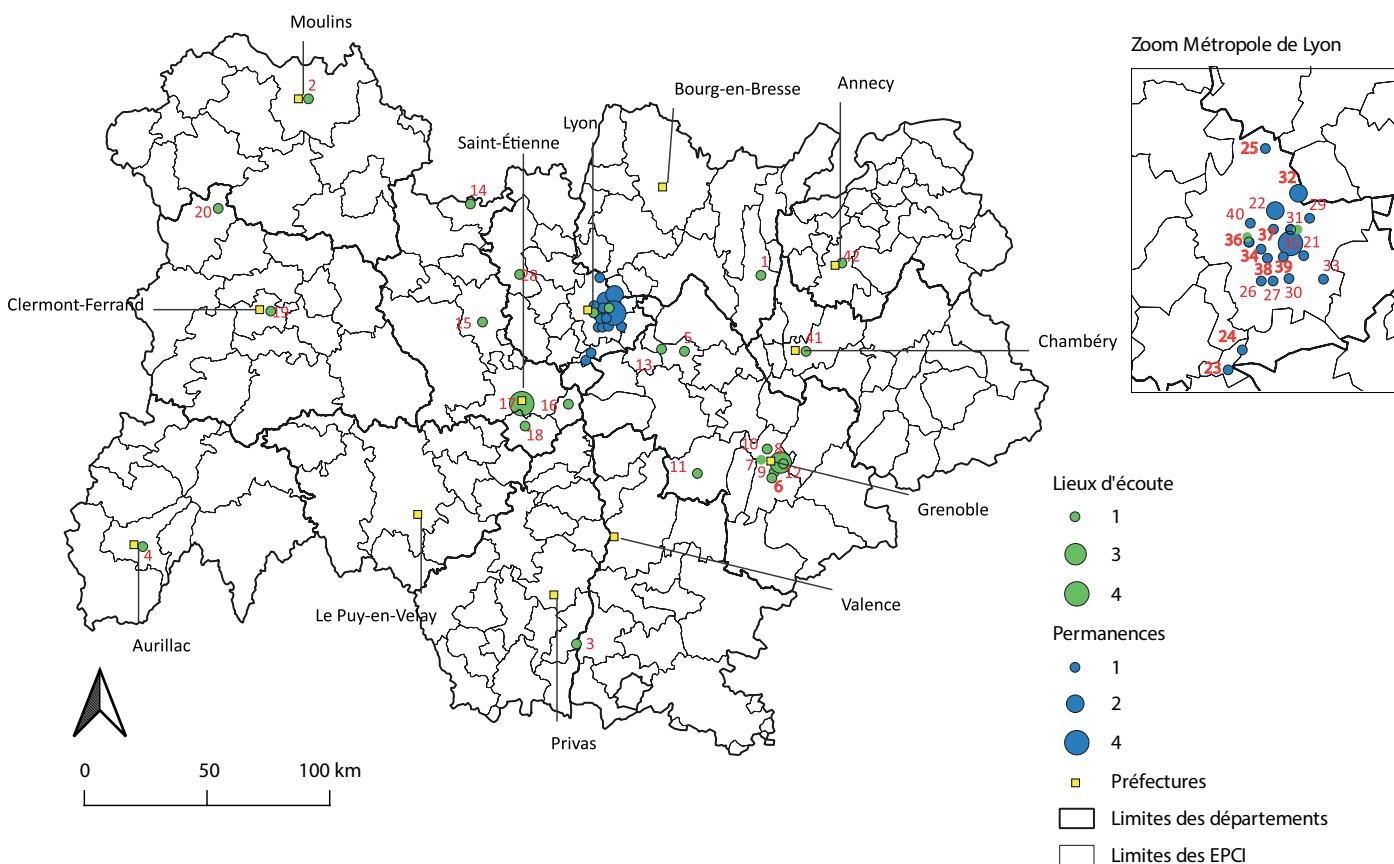 Moulins
2
Zoom Métropole de Lyon
Annecy
Bourg-en-Bresse
Lyon
Saint-Étienne
14
20
42
1
28
Clermont-Ferrand
19
15
5
13
41
Chambéry
17
16
18
10
8
7
9
12
6
11
Grenoble
4
Valence
Le Puy-en-Velay
Aurillac
3
Privas
0
50
100 km
25
32
22
29
40
31
37
36
35
21
34
38
39
33
26
27
30
24
23
Lieux d'écoute
1
3
4
Permanences
1
2
4
Préfectures
Limites des départements
Limites des EPCI